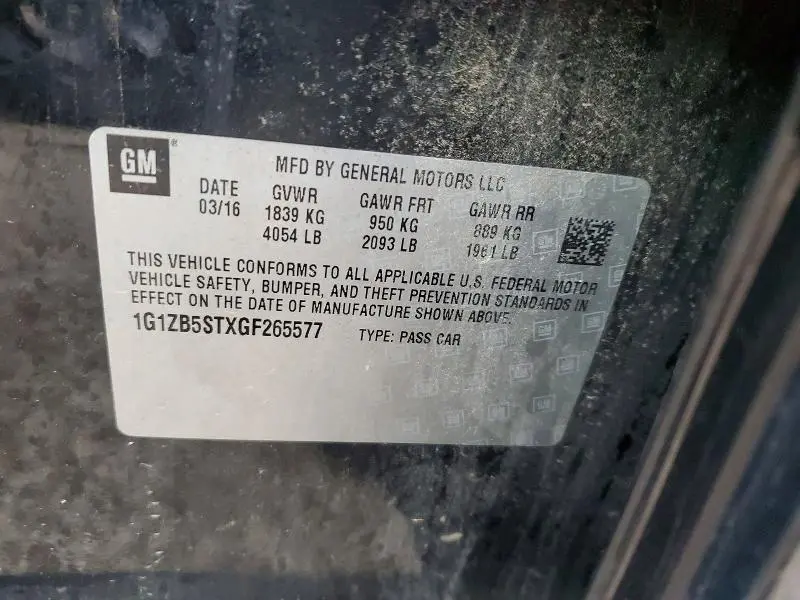 GM ®
MFD BY GENERAL MOTORS LLC
DATE GVWR GAWR FRT GAWR RR
03/16 1839 KG 950 KG 889 KG
4054 LB 2093 LB 1961 LB
THIS VEHICLE CONFORMS TO ALL APPLICABLE U.S. FEDERAL MOTOR
VEHICLE SAFETY, BUMPER, AND THEFT PREVENTION STANDARDS IN
EFFECT ON THE DATE OF MANUFACTURE SHOWN ABOVE.
1G1ZB5STXGF265577 TYPE: PASS CAR